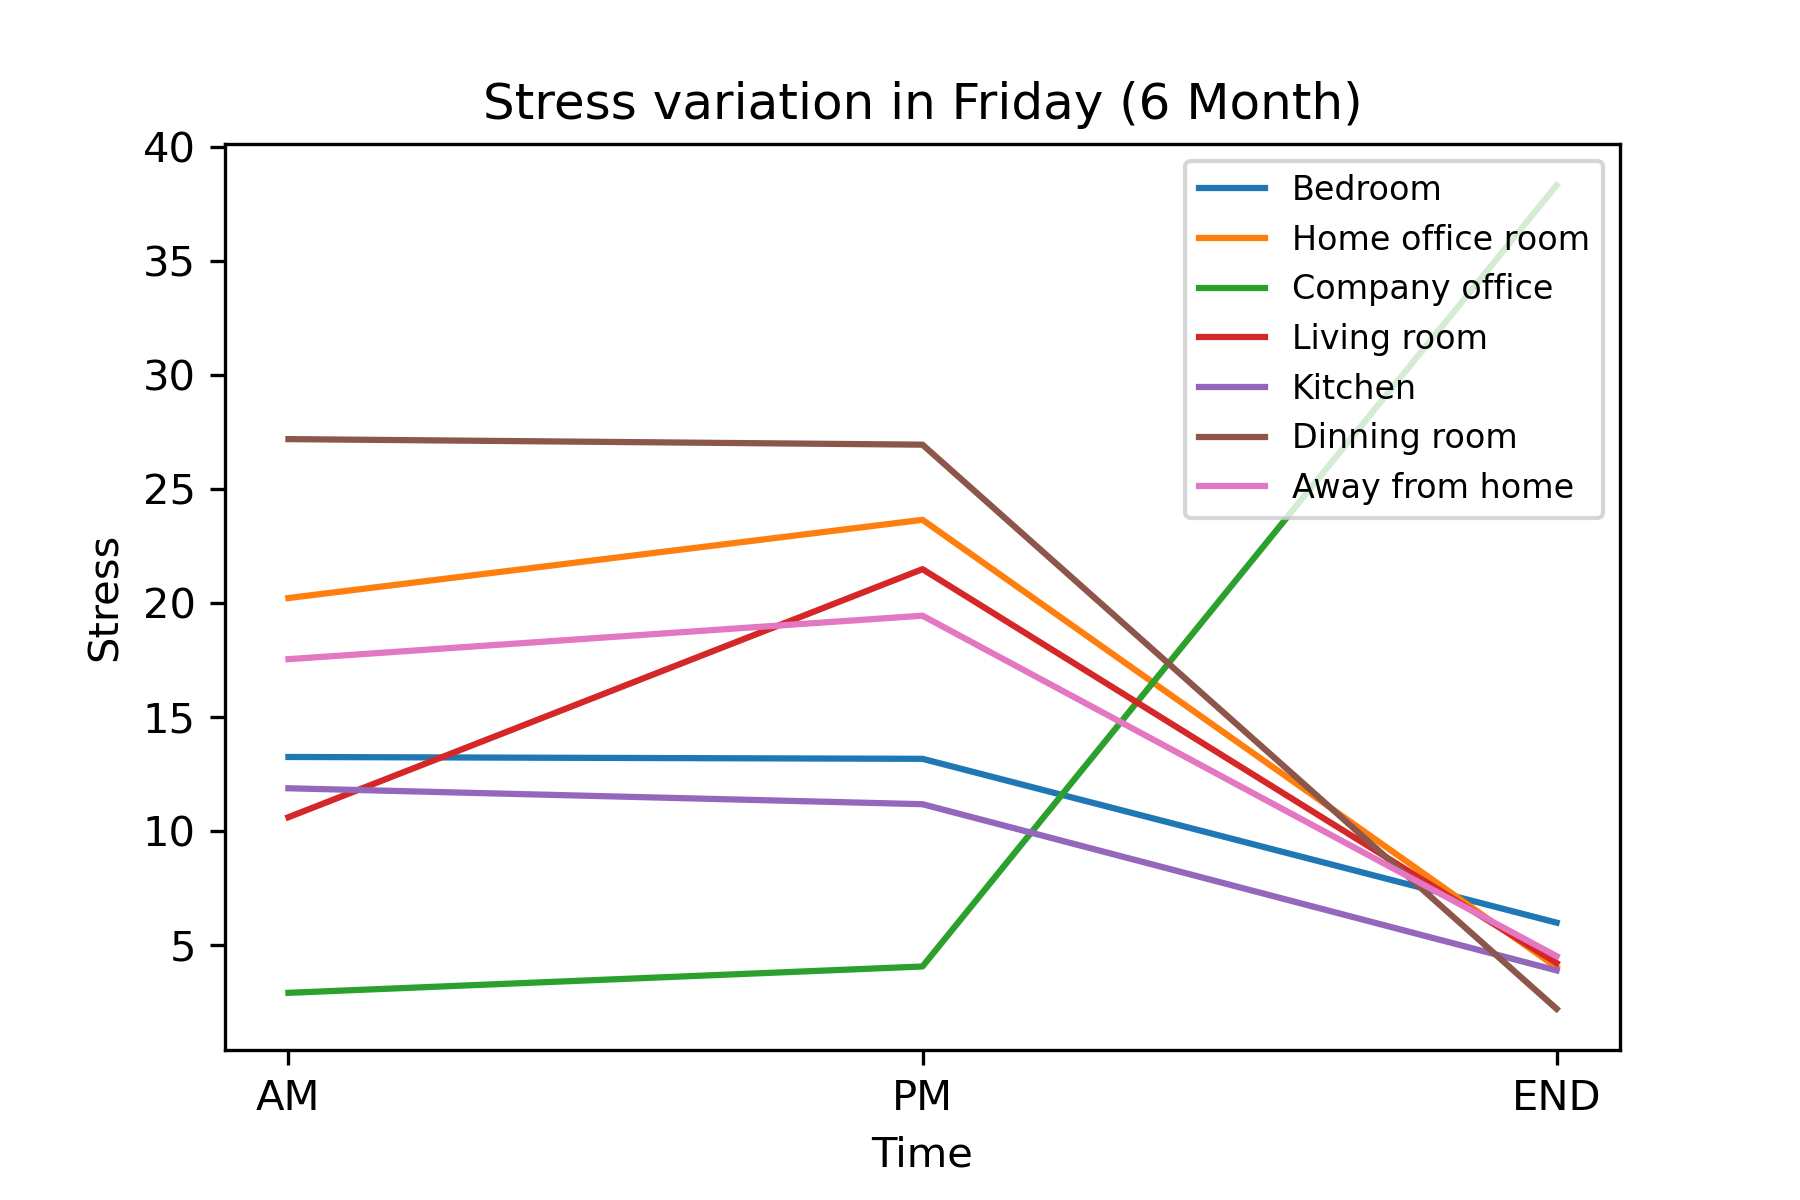 Stress variation in Friday (6 Month)
40
35
30
25
20
15
10
5
Stress
Bedroom
Home office room
Company office
Living room
Kitchen
Dinning room
Away from home
AM
PM
END
Time